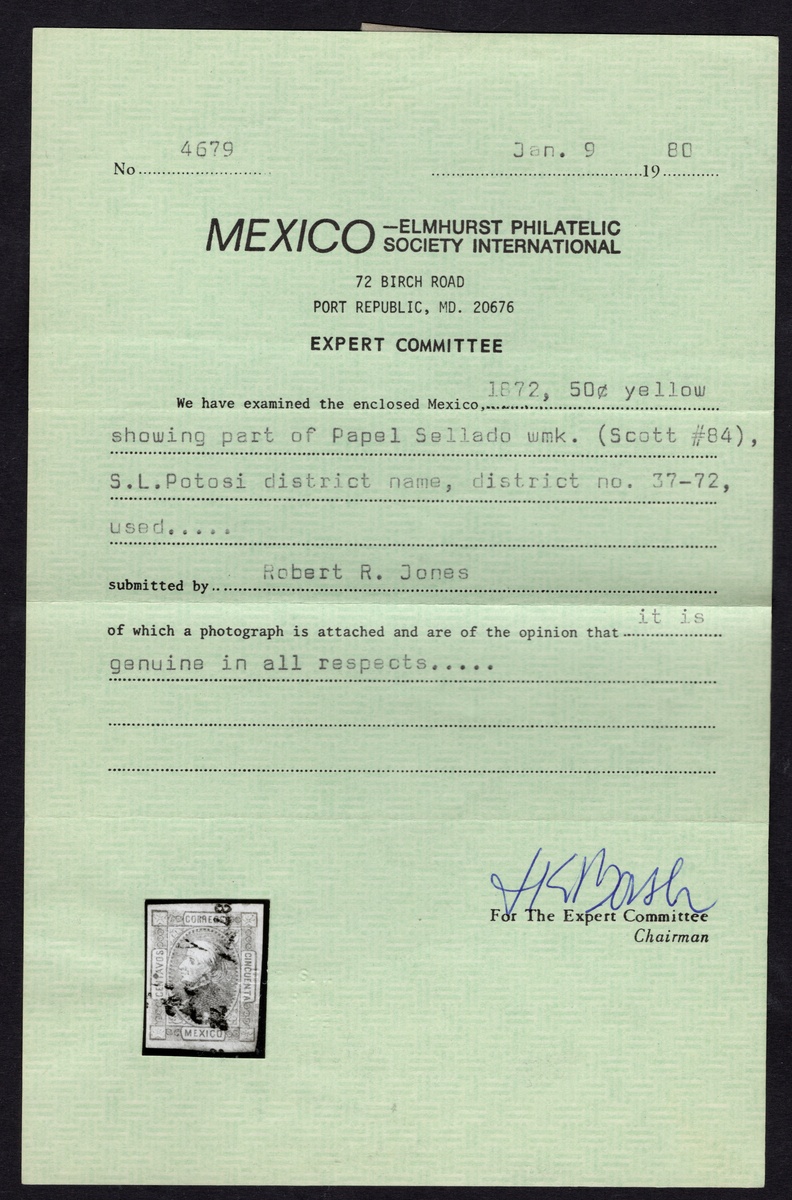 No. 4679 Jan. 9 1980
MEXICO —ELMHURST PHILATELIC
SOCIETY INTERNATIONAL
72 BIRCH ROAD
PORT REPUBLIC, MD. 20676
EXPERT COMMITTEE
We have examined the enclosed Mexico, 1872, 50¢ yellow
showing part of Papel Sellado wmk. (Scott #84),
S.L.Potosi district name, district no. 37-72,
used.....
submitted by Robert R. Jones
of which a photograph is attached and are of the opinion that it is
genuine in all respects.....
JKBash
For The Expert Committee
Chairman
CORREOS
CENTAVOS
CINCUENTA
MEXICO